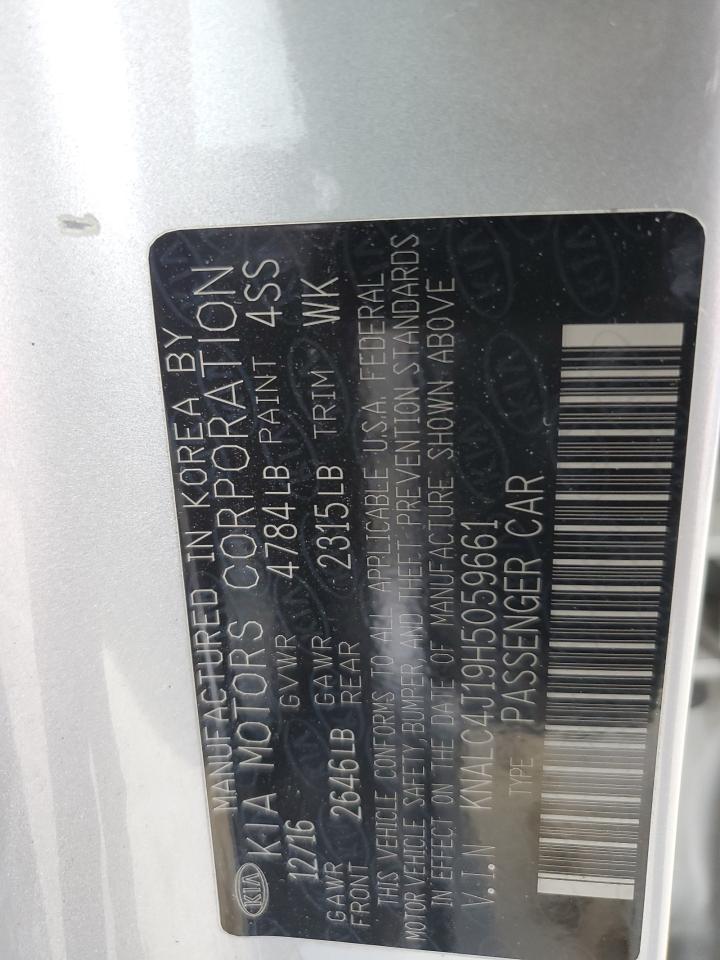 MANUFACTURED IN KOREA BY
KIA KIA MOTORS CORPORATION
12/16 GVWR 4784LB PAINT 4SS
GAWR FRONT 2646LB GAWR REAR 2315LB TRIM WK
THIS VEHICLE CONFORMS TO ALL APPLICABLE U.S.A. FEDERAL
MOTOR VEHICLE SAFETY, BUMPER, AND THEFT PREVENTION STANDARDS
IN EFFECT ON THE DATE OF MANUFACTURE SHOWN ABOVE
V.I.N KNALC4J19H5059661
TYPE PASSENGER CAR